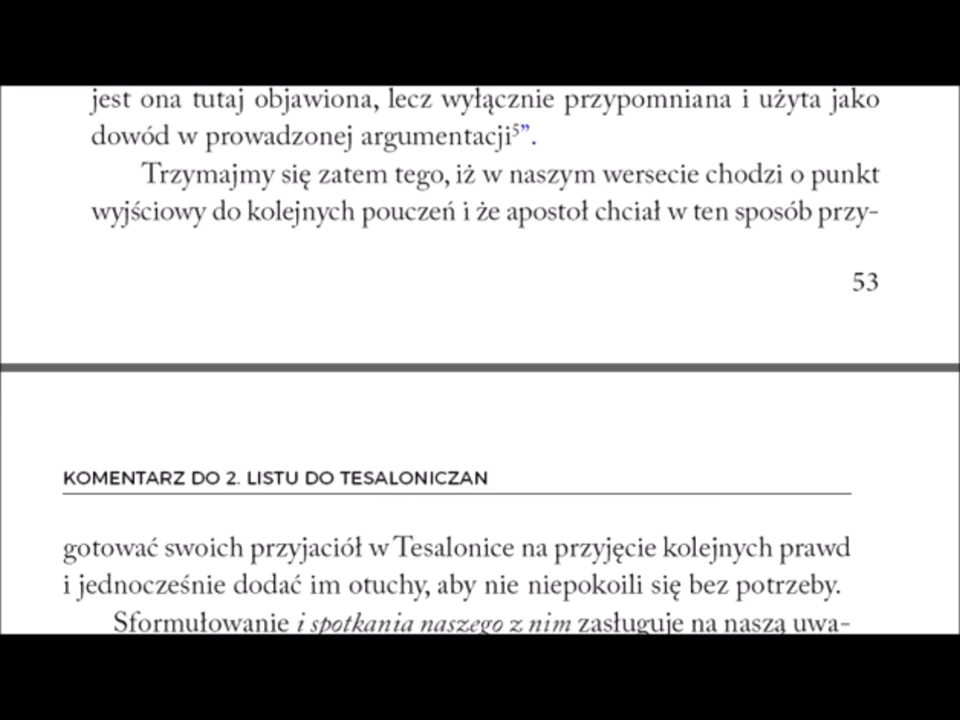 jest ona tutaj objawiona, lecz wyłącznie przypomniana i użyta jako
dowód w prowadzonej argumentacji⁵”.
Trzymajmy się zatem tego, iż w naszym wersecie chodzi o punkt
wyjściowy do kolejnych pouczeń i że apostoł chciał w ten sposób przy-
53
KOMENTARZ DO 2. LISTU DO TESALONICZAN
gotować swoich przyjaciół w Tesalonice na przyjęcie kolejnych prawd
i jednocześnie dodać im otuchy, aby nie niepokoili się bez potrzeby.
Sformułowanie i spotkania naszego z nim zasługuje na naszą uwa-